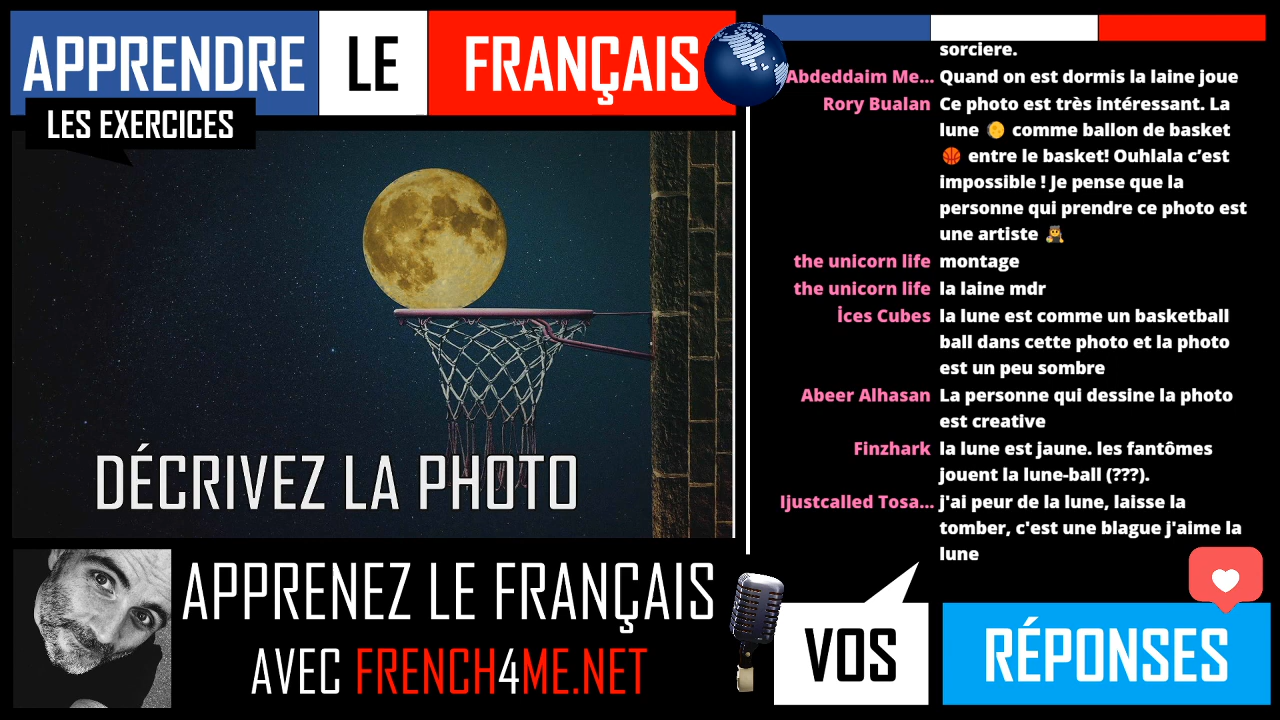 APPRENDRE LE FRANÇAIS
LES EXERCICES
DÉCRIVEZ LA PHOTO
APPRENEZ LE FRANÇAIS
AVEC FRENCH4ME.NET
sorciere.
Abdeddaim Me... Quand on est dormis la laine joue
Rory Bualan Ce photo est très intéressant. La
lune 🌕 comme ballon de basket
🏀 entre le basket! Ouhlala c’est
impossible ! Je pense que la
personne qui prendre ce photo est
une artiste 👩‍🎨
the unicorn life montage
the unicorn life la laine mdr
İces Cubes la lune est comme un basketball
ball dans cette photo et la photo
est un peu sombre
Abeer Alhasan La personne qui dessine la photo
est creative
Finzhark la lune est jaune. les fantômes
jouent la lune-ball (???).
Ijustcalled Tosa... j'ai peur de la lune, laisse la
tomber, c'est une blague j'aime la
lune
VOS RÉPONSES